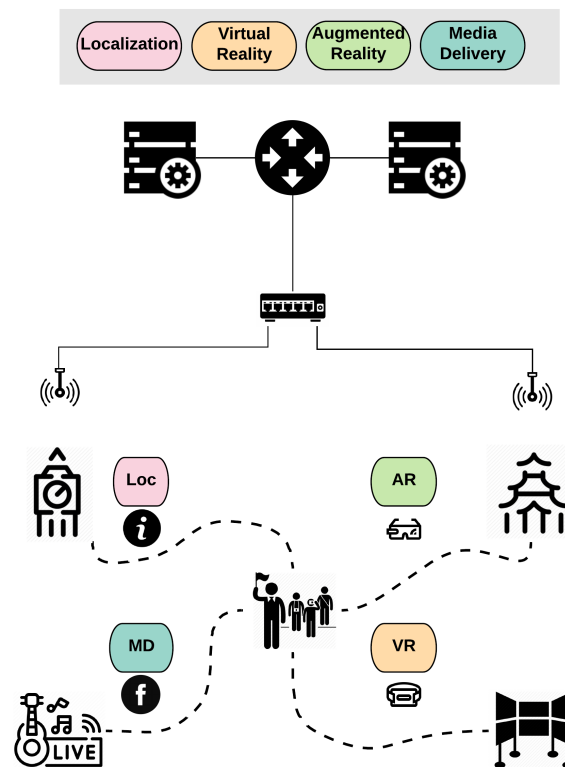 Localization
Virtual
Reality
Augmented
Reality
Media
Delivery
Loc
i
AR
MD
f
VR
LIVE